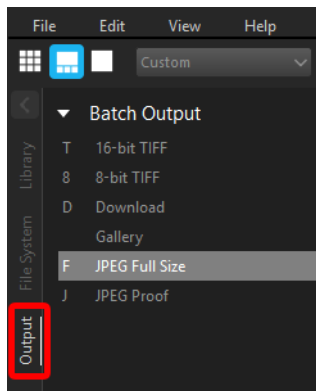 File Edit View Help
Custom
Batch Output
T 16-bit TIFF
8 8-bit TIFF
D Download
Gallery
F JPEG Full Size
J JPEG Proof
Library
File System
Output